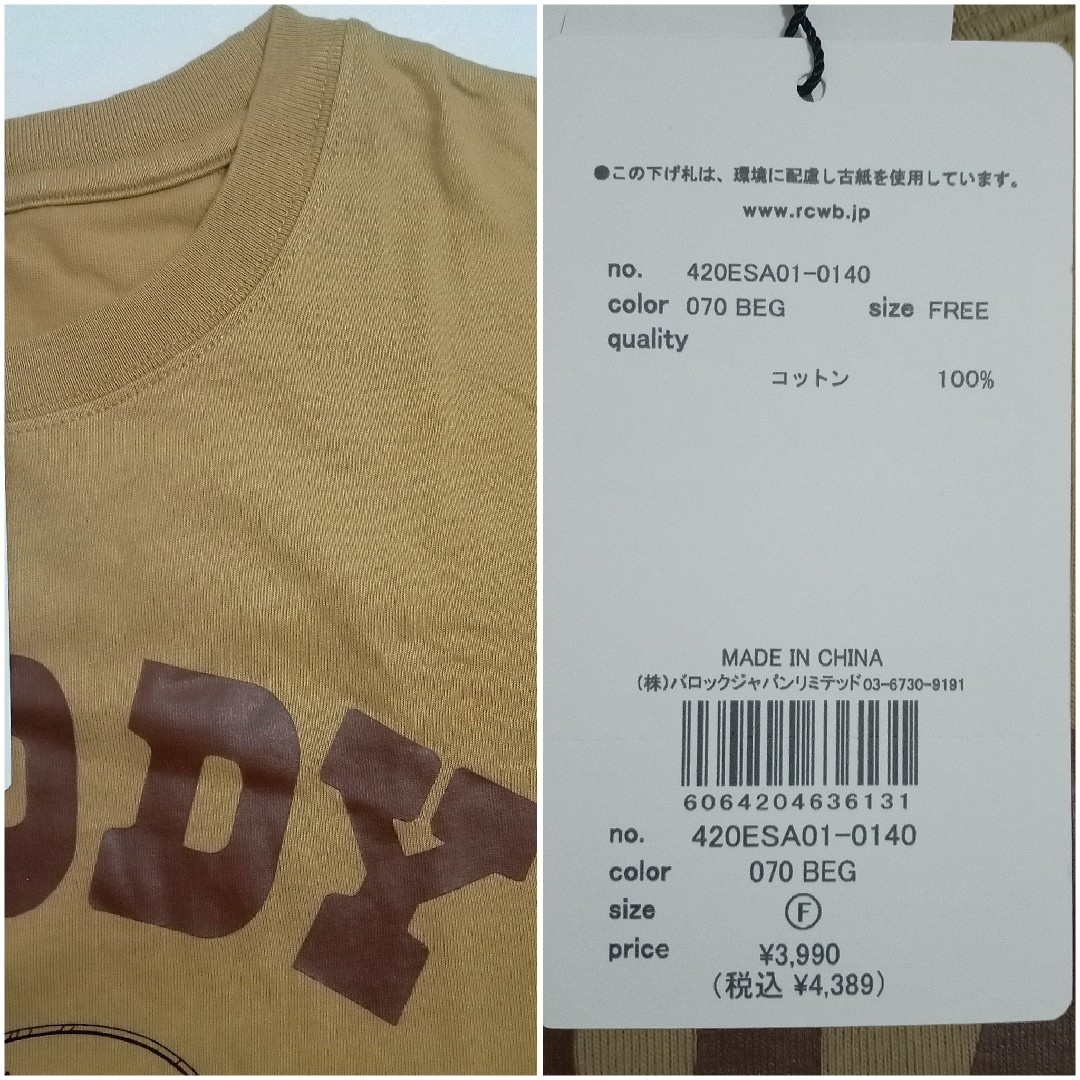 DDY
●この下げ札は、環境に配慮し古紙を使用しています。
www.rcwb.jp
no. 420ESA01-0140
color 070 BEG size FREE
quality
コットン 100%
MADE IN CHINA
(株)バロックジャパンリミテッド03-6730-9191
6064204636131
no. 420ESA01-0140
color 070 BEG
size Ⓕ
price ¥3,990
(税込 ¥4,389)